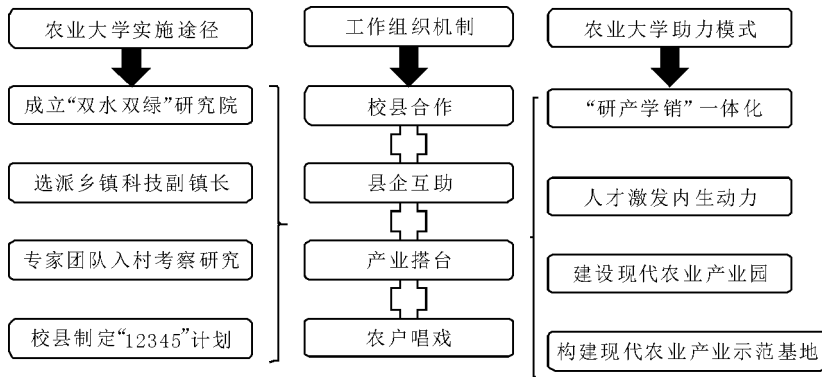 农业大学实施途径
成立“双水双绿”研究院
选派乡镇科技副镇长
专家团队入村考察研究
校县制定“12345”计划
工作组织机制
校县合作
县企互助
产业搭台
农户唱戏
农业大学助力模式
“研产学销”一体化
人才激发内生动力
建设现代农业产业园
构建现代农业产业示范基地